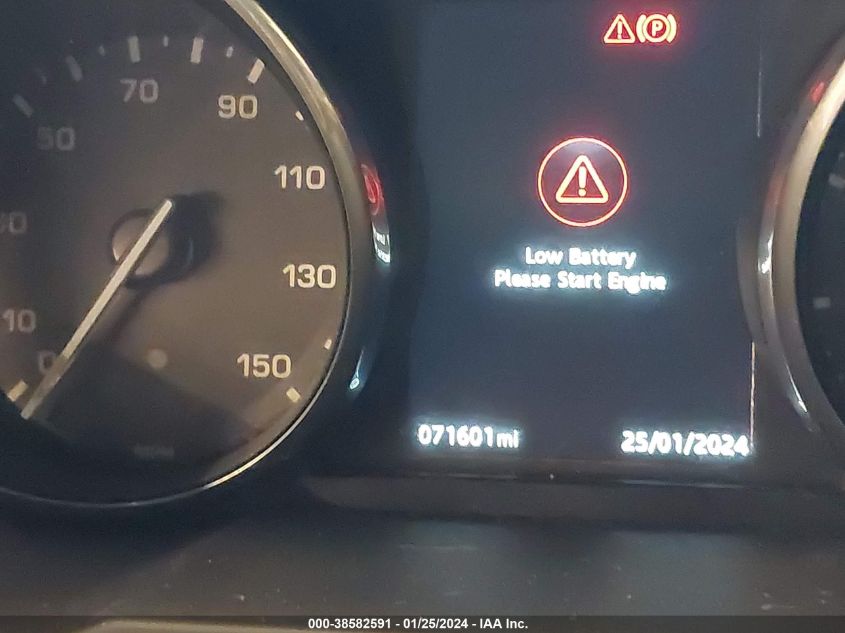 70
90
50
110
130
10
0
150
P
Low Battery
Please Start Engine
071601mi
25/01/2024
000-38582591 - 01/25/2024 - IAA Inc.